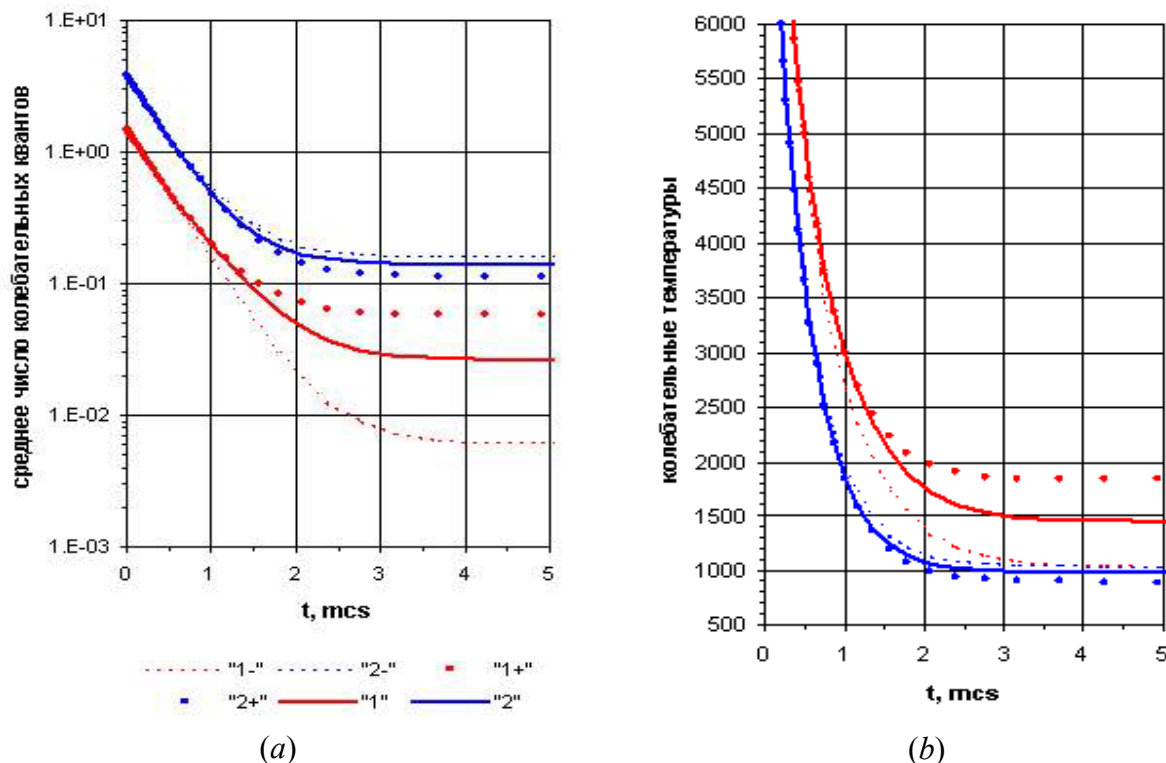 среднее число колебательных квантов
1.E+01
1.E+00
1.E-01
1.E-02
1.E-03
0 1 2 3 4 5
t, mcs
"1-" "2-" "1+"
"2+" "1" "2"
(a)
колебательные температуры
6000
5500
5000
4500
4000
3500
3000
2500
2000
1500
1000
500
0 1 2 3 4 5
t, mcs
(b)